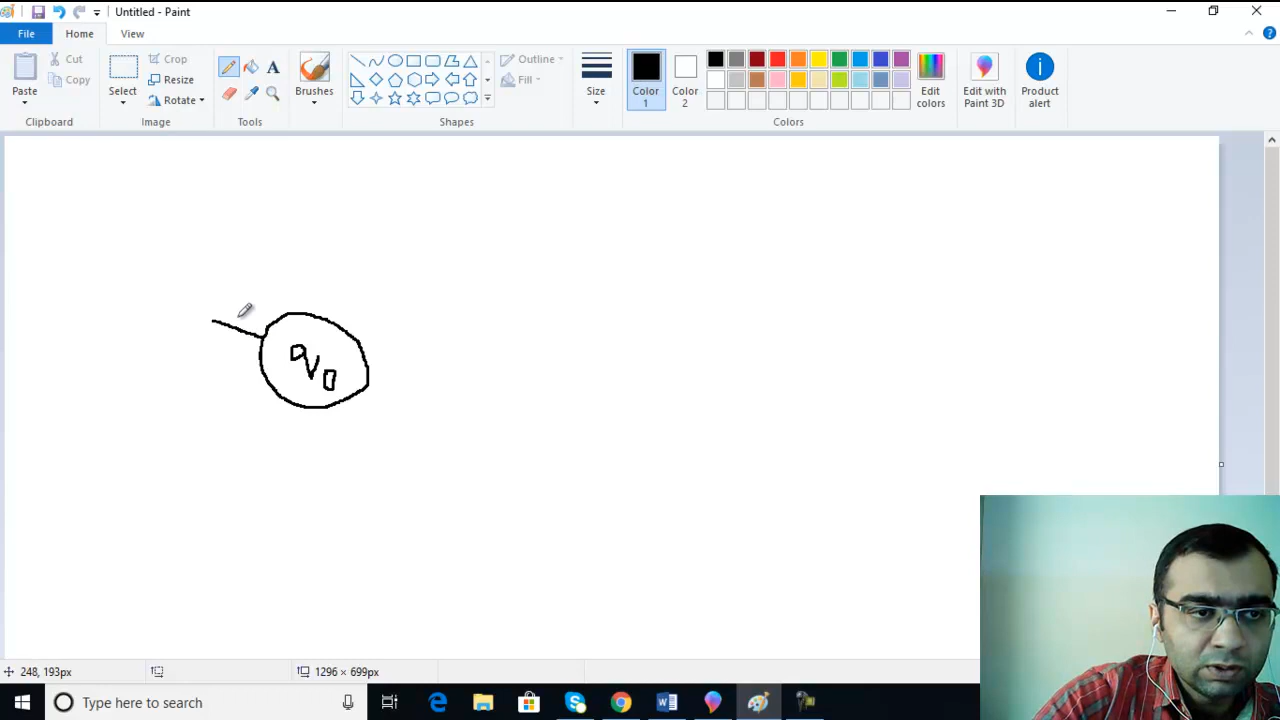 Untitled - Paint
File Home View
Paste Cut Copy Clipboard
Select Crop Resize Rotate Image
A Tools
Brushes
Outline Fill Shapes
Size
Color 1 Color 2 Edit colors Colors
Edit with Paint 3D
Product alert
q0
248, 193px 1296 × 699px
Type here to search